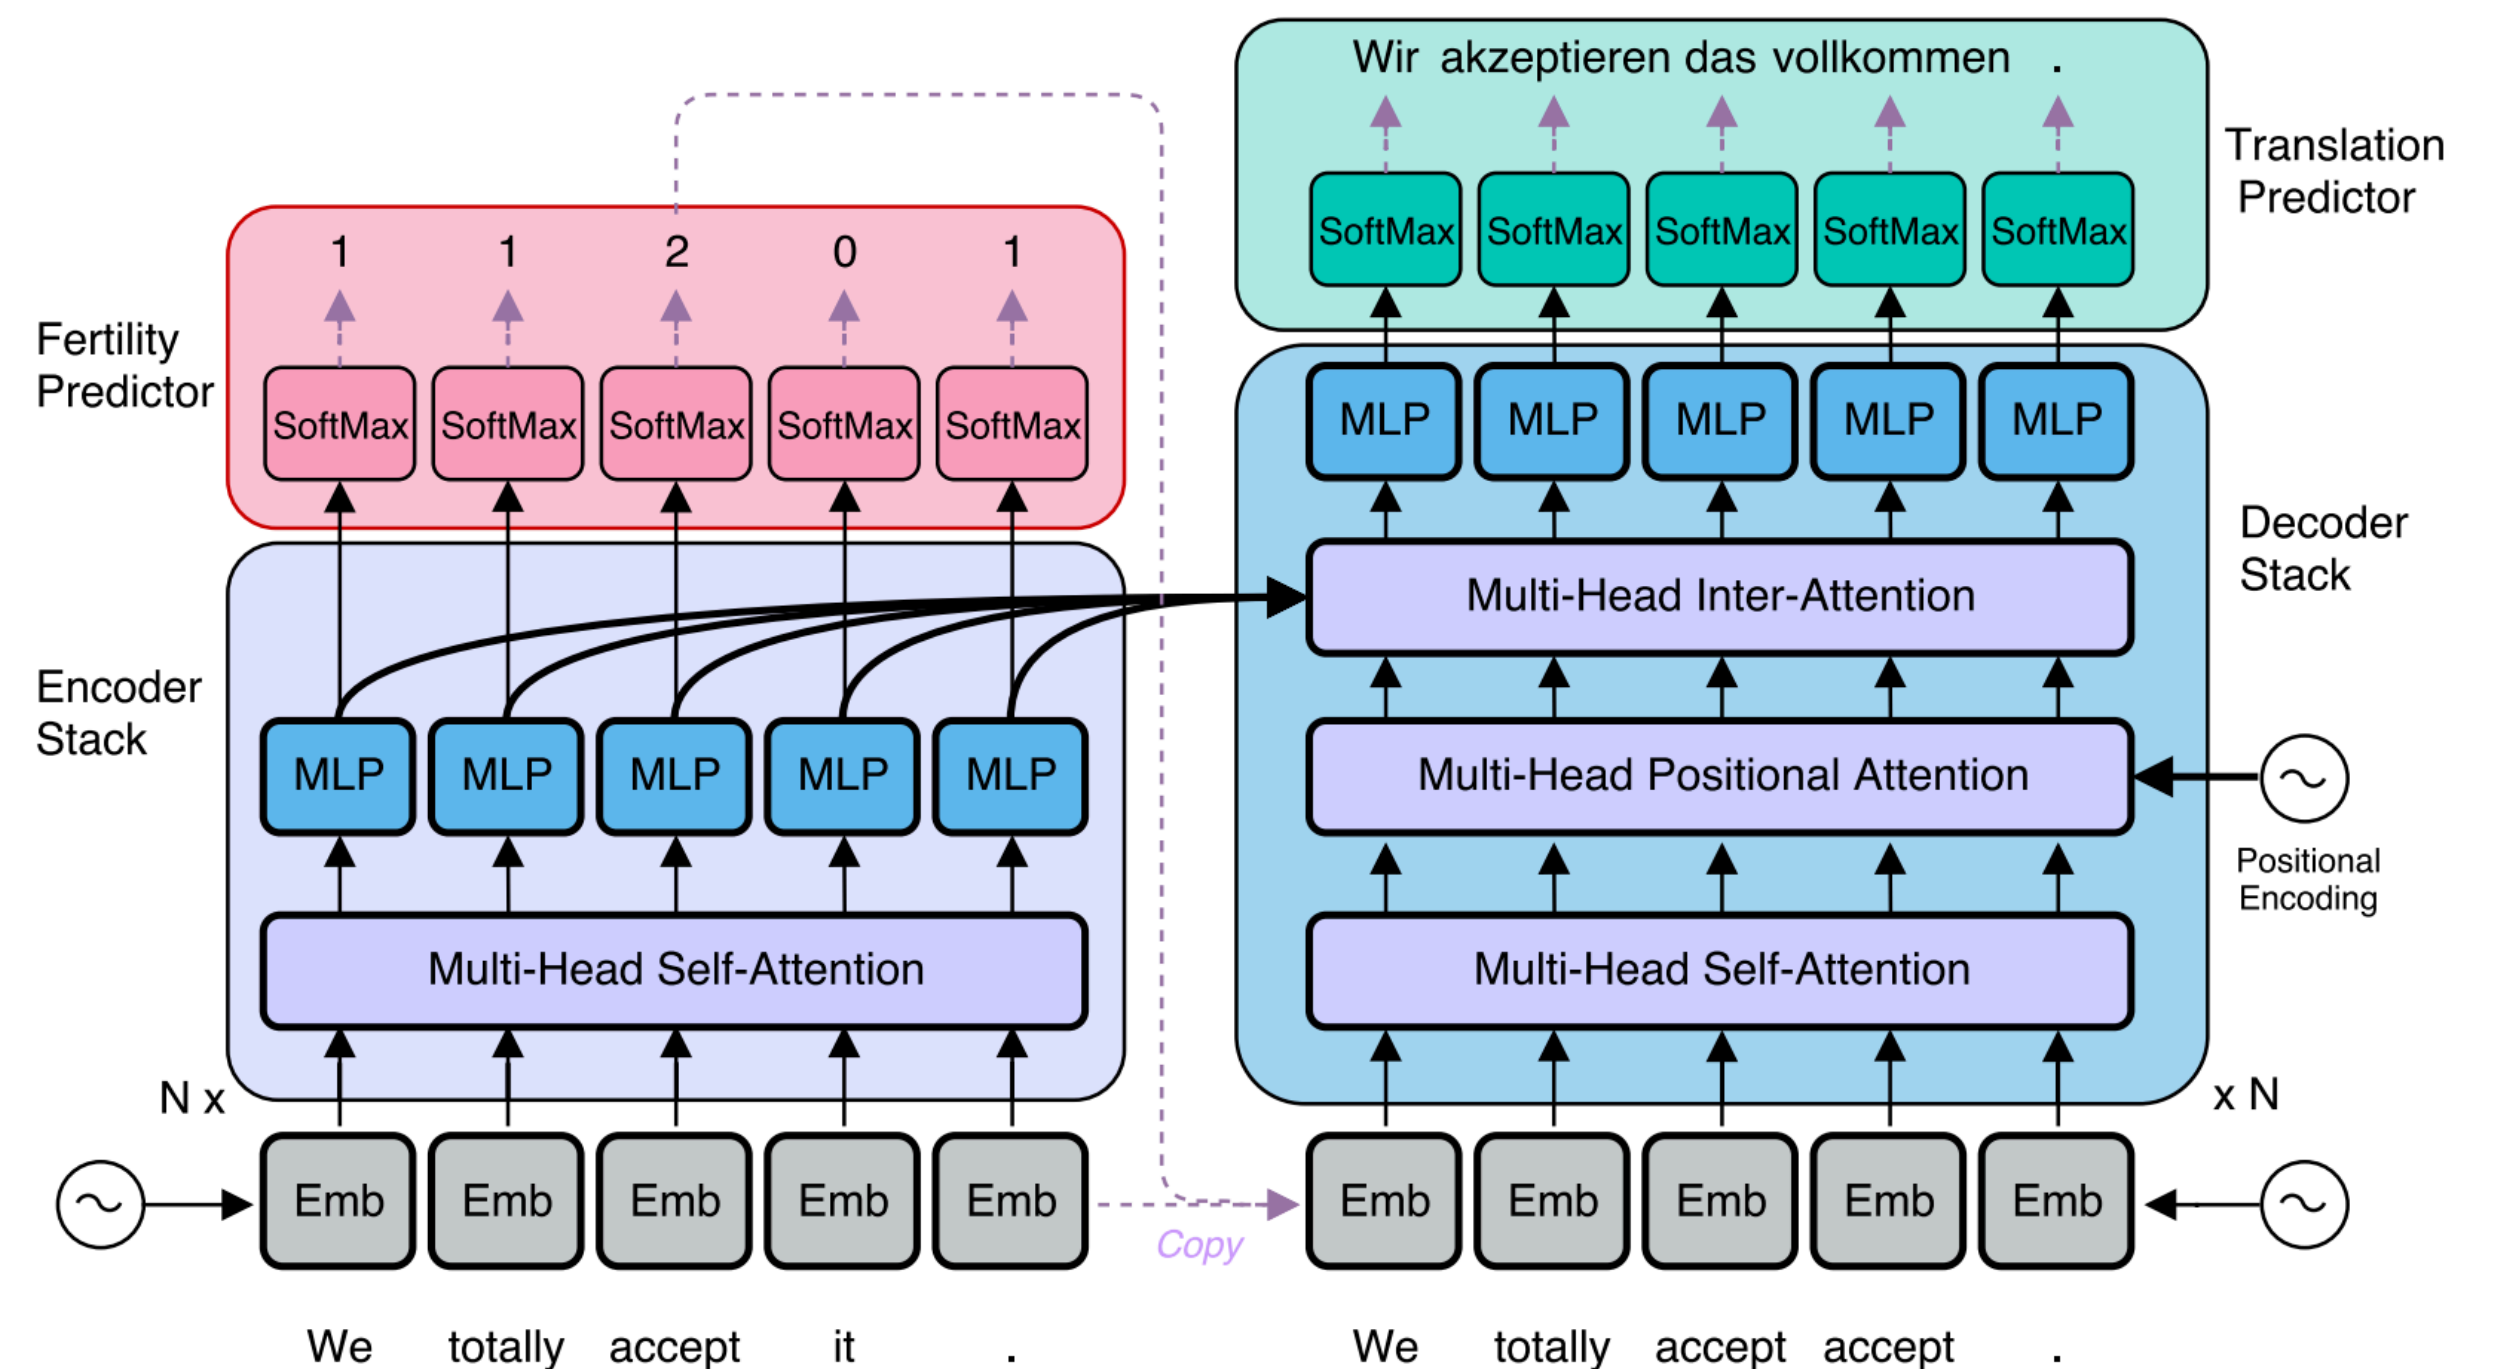 Wir akzeptieren das vollkommen .
Translation
Predictor
SoftMax SoftMax SoftMax SoftMax SoftMax
1 1 2 0 1
Fertility
Predictor
SoftMax SoftMax SoftMax SoftMax SoftMax
MLP MLP MLP MLP MLP
Decoder
Stack
Multi-Head Inter-Attention
Encoder
Stack
MLP MLP MLP MLP MLP
Multi-Head Positional Attention
Positional
Encoding
Multi-Head Self-Attention
Multi-Head Self-Attention
N x
x N
Emb Emb Emb Emb Emb
Copy
Emb Emb Emb Emb Emb
We totally accept it .
We totally accept accept .